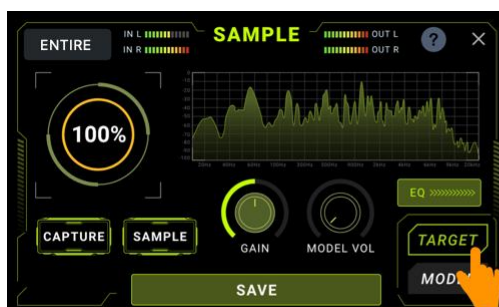 ENTIRE
IN L
IN R
SAMPLE
OUT L
OUT R
?
100%
EQ
CAPTURE
SAMPLE
GAIN
MODEL VOL
TARGET
SAVE